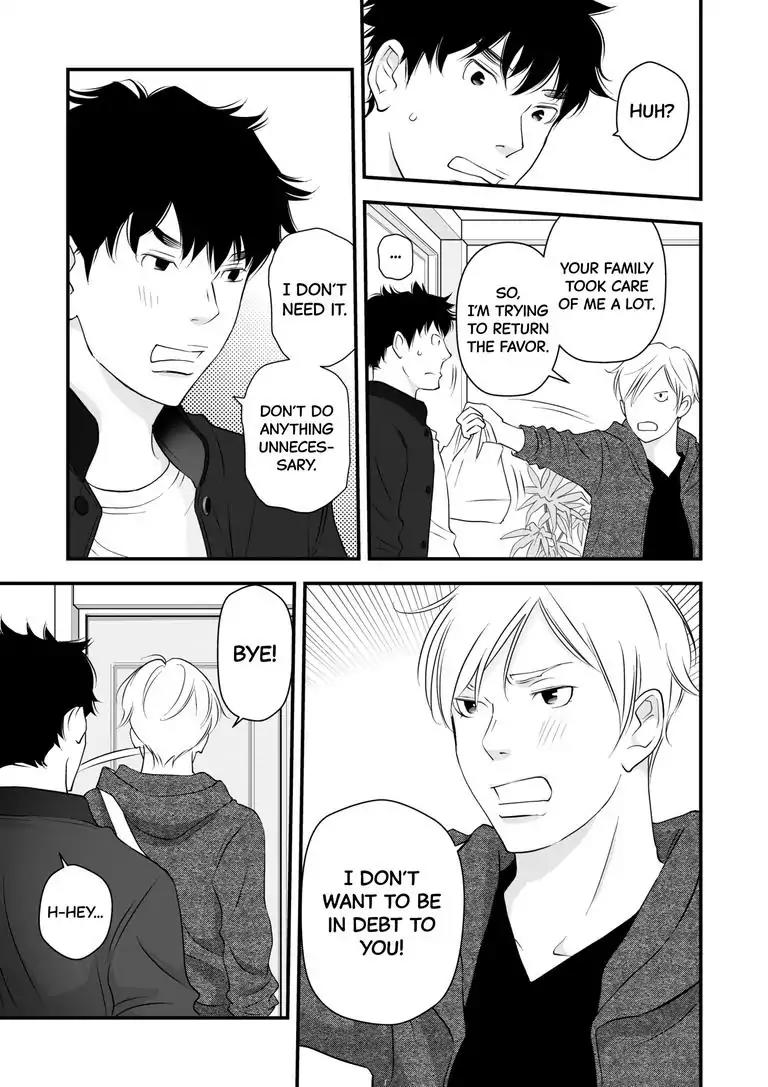 HUH?
YOUR FAMILY
TOOK CARE
OF ME A LOT.
SO,
I'M TRYING
TO RETURN
THE FAVOR.
...
I DON'T
NEED IT.
DON'T DO
ANYTHING
UNNECES-
SARY.
I DON'T
WANT TO BE
IN DEBT TO
YOU!
BYE!
H-HEY...